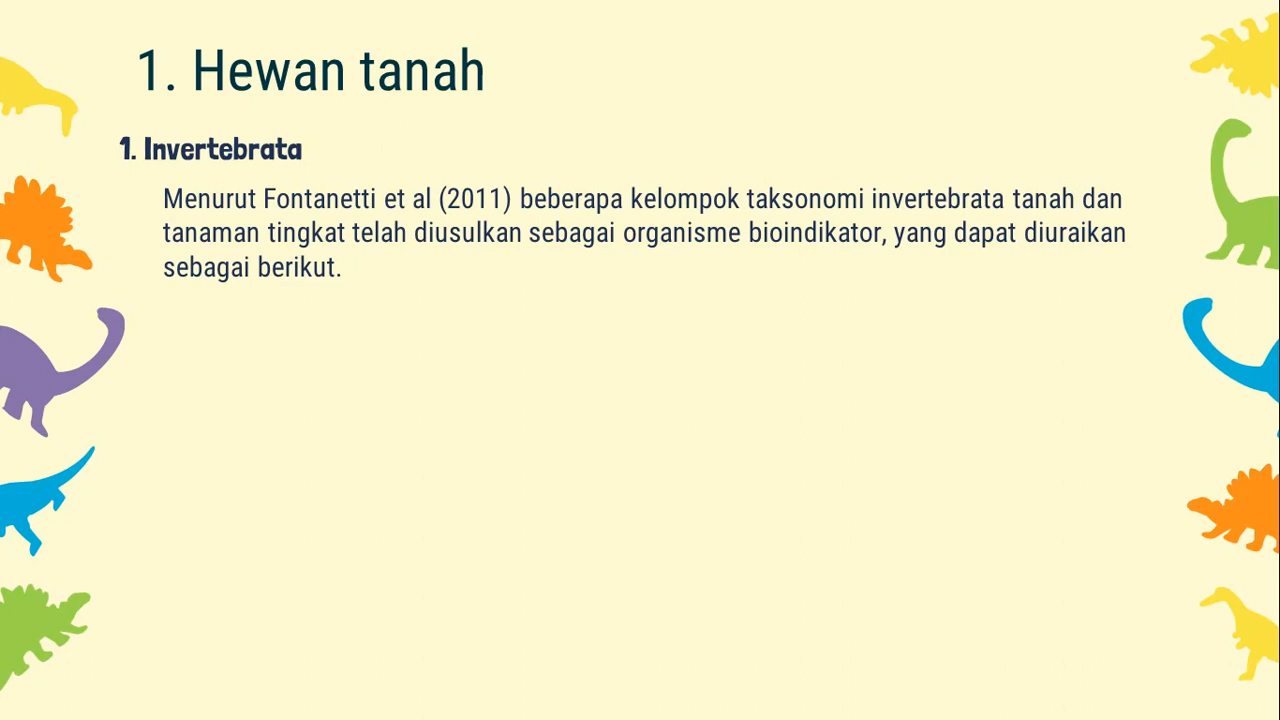 1. Hewan tanah
1. Invertebrata
Menurut Fontanetti et al (2011) beberapa kelompok taksonomi invertebrata tanah dan
tanaman tingkat telah diusulkan sebagai organisme bioindikator, yang dapat diuraikan
sebagai berikut.